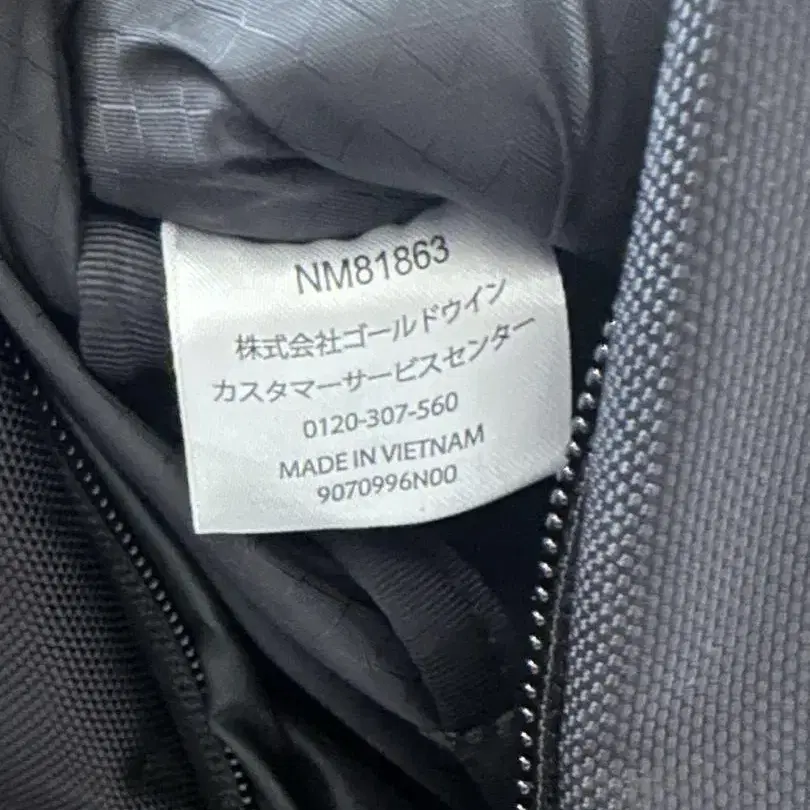 NM81863
株式会社ゴールドウイン
カスタマーサービスセンター
0120-307-560
MADE IN VIETNAM
9070996N00